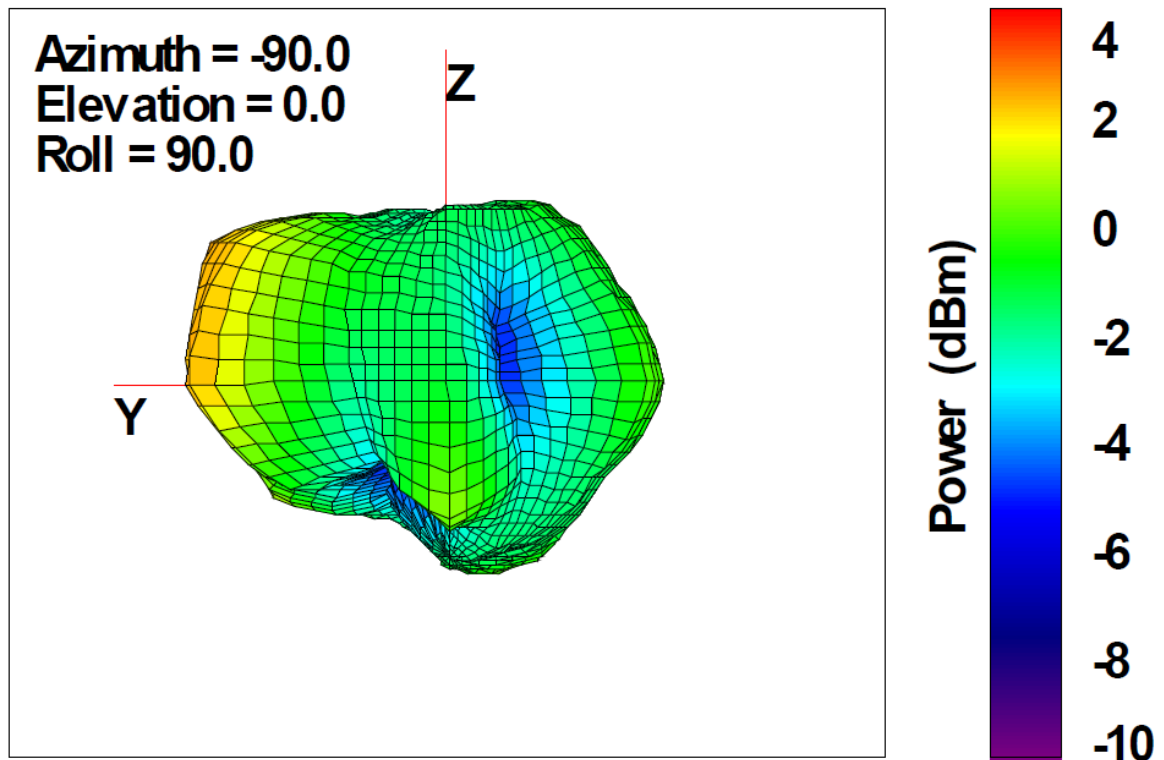 Azimuth = -90.0
Elevation = 0.0
Roll = 90.0
Z
Y
Power (dBm)
4
2
0
-2
-4
-6
-8
-10